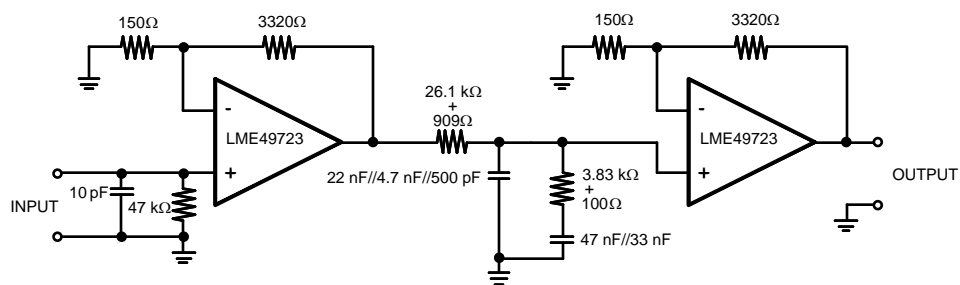 150Ω
3320Ω
150Ω
3320Ω
26.1 kΩ
+
909Ω
-
LME49723
+
-
LME49723
+
3.83 kΩ
+
100Ω
22 nF//4.7 nF//500 pF
INPUT
10 pF
47 kΩ
47 nF//33 nF
OUTPUT